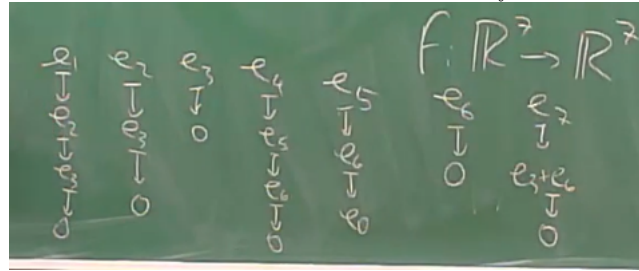 f: ℝ⁷ → ℝ⁷
e₁ ↦ e₂ ↦ e₃ ↦ 0
e₂ ↦ e₃ ↦ 0
e₃ ↦ 0
e₄ ↦ e₅ ↦ e₆ ↦ 0
e₅ ↦ e₆ ↦ e₀
e₆ ↦ 0
e₇ ↦ e₃+e₆ ↦ 0